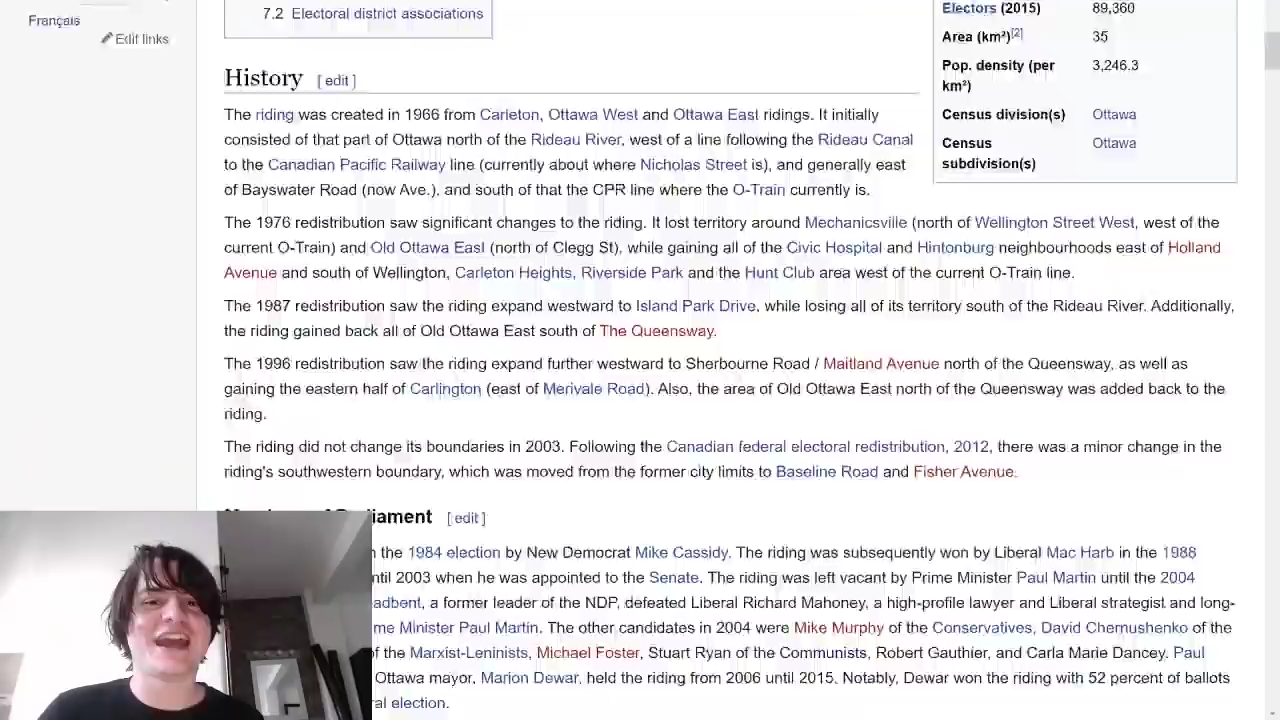 Français
Edit links
7.2 Electoral district associations
Electors (2015) 89,360
Area (km²)[2] 35
Pop. density (per km²) 3,246.3
Census division(s) Ottawa
Census subdivision(s) Ottawa
History [ edit ]
The riding was created in 1966 from Carleton, Ottawa West and Ottawa East ridings. It initially
consisted of that part of Ottawa north of the Rideau River, west of a line following the Rideau Canal
to the Canadian Pacific Railway line (currently about where Nicholas Street is), and generally east
of Bayswater Road (now Ave.), and south of that the CPR line where the O-Train currently is.
The 1976 redistribution saw significant changes to the riding. It lost territory around Mechanicsville (north of Wellington Street West, west of the
current O-Train) and Old Ottawa East (north of Clegg St), while gaining all of the Civic Hospital and Hintonburg neighbourhoods east of Holland
Avenue and south of Wellington, Carleton Heights, Riverside Park and the Hunt Club area west of the current O-Train line.
The 1987 redistribution saw the riding expand westward to Island Park Drive, while losing all of its territory south of the Rideau River. Additionally,
the riding gained back all of Old Ottawa East south of The Queensway.
The 1996 redistribution saw the riding expand further westward to Sherbourne Road / Maitland Avenue north of the Queensway, as well as
gaining the eastern half of Carlington (east of Merivale Road). Also, the area of Old Ottawa East north of the Queensway was added back to the
riding.
The riding did not change its boundaries in 2003. Following the Canadian federal electoral redistribution, 2012, there was a minor change in the
riding's southwestern boundary, which was moved from the former city limits to Baseline Road and Fisher Avenue.
[ edit ]
the 1984 election by New Democrat Mike Cassidy. The riding was subsequently won by Liberal Mac Harb in the 1988
until 2003 when he was appointed to the Senate. The riding was left vacant by Prime Minister Paul Martin until the 2004
adbent, a former leader of the NDP, defeated Liberal Richard Mahoney, a high-profile lawyer and Liberal strategist and long-
me Minister Paul Martin. The other candidates in 2004 were Mike Murphy of the Conservatives, David Chernushenko of the
of the Marxist-Leninists, Michael Foster, Stuart Ryan of the Communists, Robert Gauthier, and Carla Marie Dancey. Paul
Ottawa mayor, Marion Dewar, held the riding from 2006 until 2015. Notably, Dewar won the riding with 52 percent of ballots
ral election.